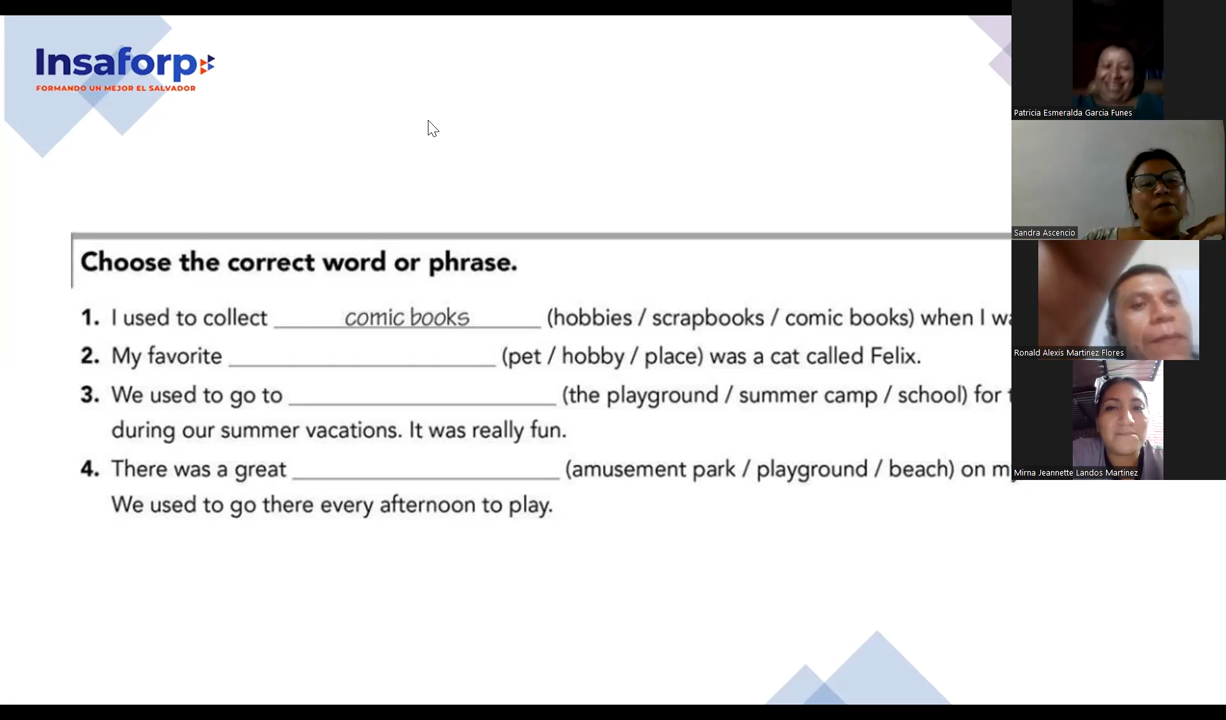 Insaforp
FORMANDO UN MEJOR EL SALVADOR
Choose the correct word or phrase.
1. I used to collect comic books (hobbies / scrapbooks / comic books) when I
2. My favorite (pet / hobby / place) was a cat called Felix.
3. We used to go to (the playground / summer camp / school) for
during our summer vacations. It was really fun.
4. There was a great (amusement park / playground / beach) on
We used to go there every afternoon to play.
Patricia Esmeralda Garcia Funes
Sandra Ascencio
Ronald Alexis Martinez Flores
Mirna Jeannette Landos Martinez